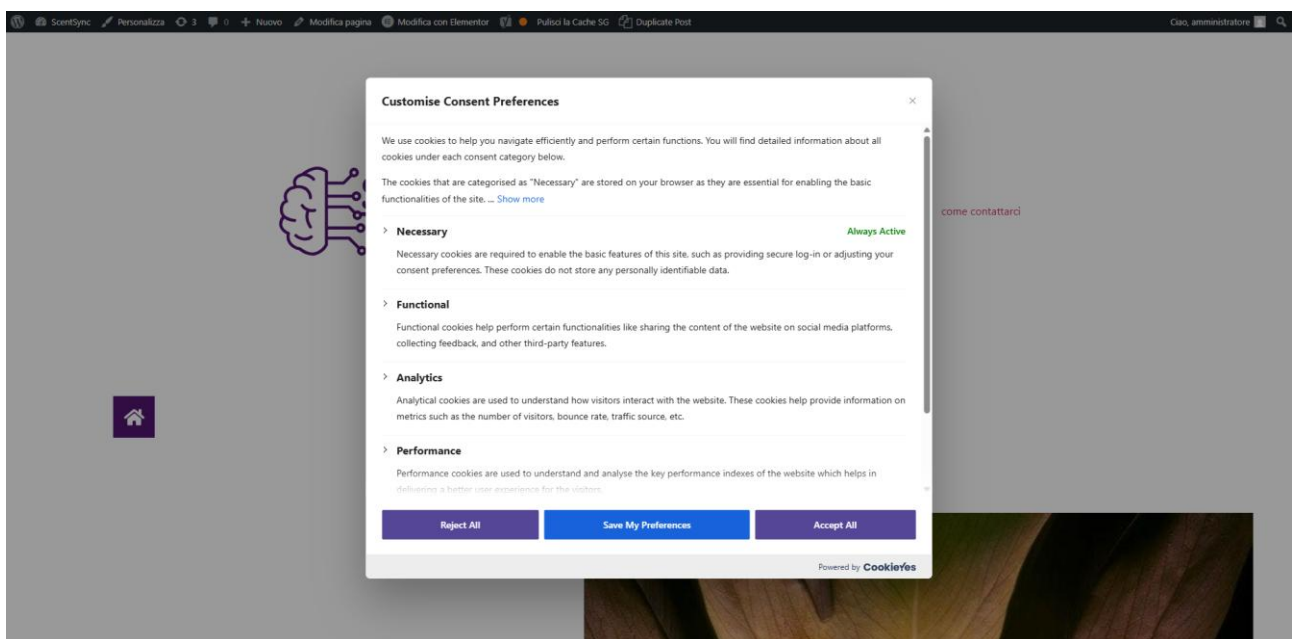 ScentSync Personalizza 3 0 Nuovo Modifica pagina Modifica con Elementor Pulisci la Cache SG Duplicate Post Ciao, amministratore
Customise Consent Preferences
We use cookies to help you navigate efficiently and perform certain functions. You will find detailed information about all
cookies under each consent category below.
The cookies that are categorised as "Necessary" are stored on your browser as they are essential for enabling the basic
functionalities of the site. ... Show more
come contattarci
Necessary Always Active
Necessary cookies are required to enable the basic features of this site, such as providing secure log-in or adjusting your
consent preferences. These cookies do not store any personally identifiable data.
Functional
Functional cookies help perform certain functionalities like sharing the content of the website on social media platforms,
collecting feedback, and other third-party features.
Analytics
Analytical cookies are used to understand how visitors interact with the website. These cookies help provide information on
metrics such as the number of visitors, bounce rate, traffic source, etc.
Performance
Performance cookies are used to understand and analyse the key performance indexes of the website which helps in
delivering a better user experience for the visitors.
Reject All Save My Preferences Accept All
Powered by CookieYes